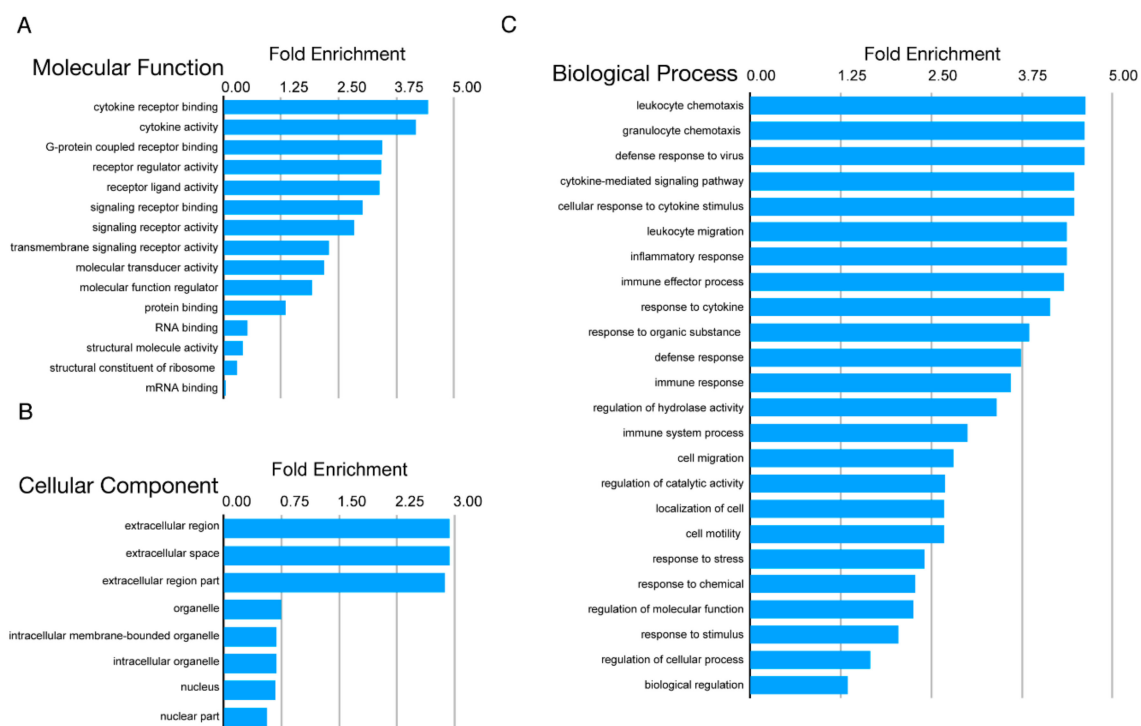 A
Fold Enrichment
Molecular Function
0.00 1.25 2.50 3.75 5.00
cytokine receptor binding
cytokine activity
G-protein coupled receptor binding
receptor regulator activity
receptor ligand activity
signaling receptor binding
signaling receptor activity
transmembrane signaling receptor activity
molecular transducer activity
molecular function regulator
protein binding
RNA binding
structural molecule activity
structural constituent of ribosome
mRNA binding
B
Fold Enrichment
Cellular Component
0.00 0.75 1.50 2.25 3.00
extracellular region
extracellular space
extracellular region part
organelle
intracellular membrane-bounded organelle
intracellular organelle
nucleus
nuclear part
C
Fold Enrichment
Biological Process
0.00 1.25 2.50 3.75 5.00
leukocyte chemotaxis
granulocyte chemotaxis
defense response to virus
cytokine-mediated signaling pathway
cellular response to cytokine stimulus
leukocyte migration
inflammatory response
immune effector process
response to cytokine
response to organic substance
defense response
immune response
regulation of hydrolase activity
immune system process
cell migration
regulation of catalytic activity
localization of cell
cell motility
response to stress
response to chemical
regulation of molecular function
response to stimulus
regulation of cellular process
biological regulation